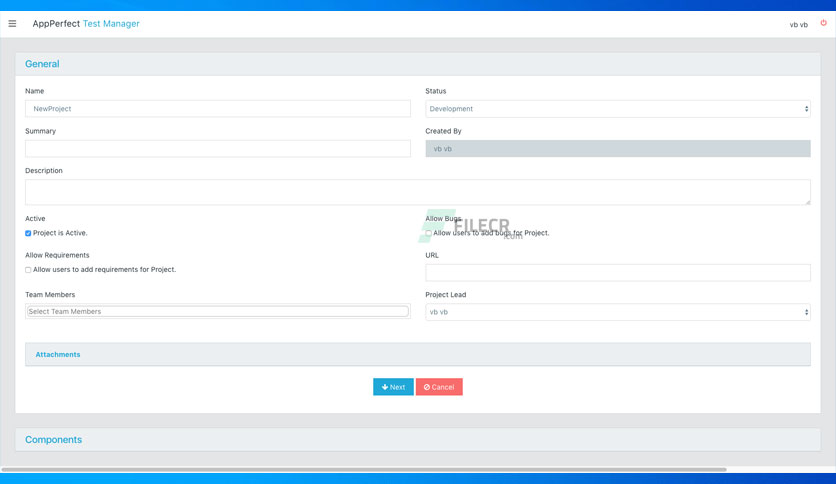 AppPerfect Test Manager
vb vb
General
Name
Status
NewProject
Development
Summary
Created By
vb vb
Description
Active
Allow Bugs
Project is Active.
Allow users to add bugs for Project.
FILECR
.com
Allow Requirements
URL
Allow users to add requirements for Project.
Team Members
Project Lead
Select Team Members
vb vb
Attachments
Next
Cancel
Components